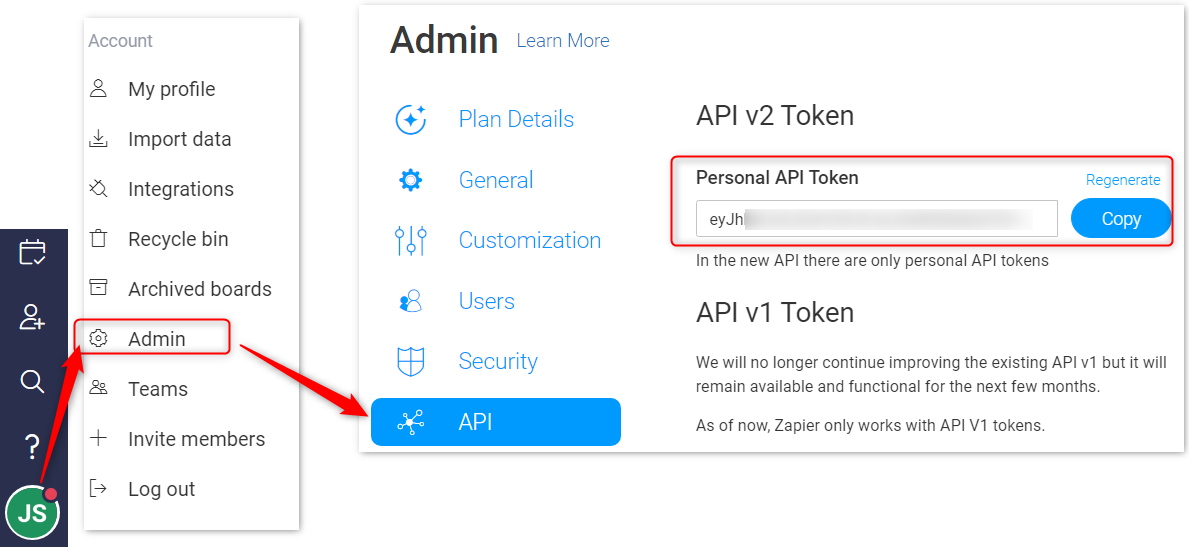 Account
My profile
Import data
Integrations
Recycle bin
Archived boards
Admin
Teams
Invite members
Log out
?
JS
Admin Learn More
Plan Details
General
Customization
Users
Security
API
API v2 Token
Personal API Token Regenerate
eyJh Copy
In the new API there are only personal API tokens
API v1 Token
We will no longer continue improving the existing API v1 but it will
remain available and functional for the next few months.
As of now, Zapier only works with API V1 tokens.